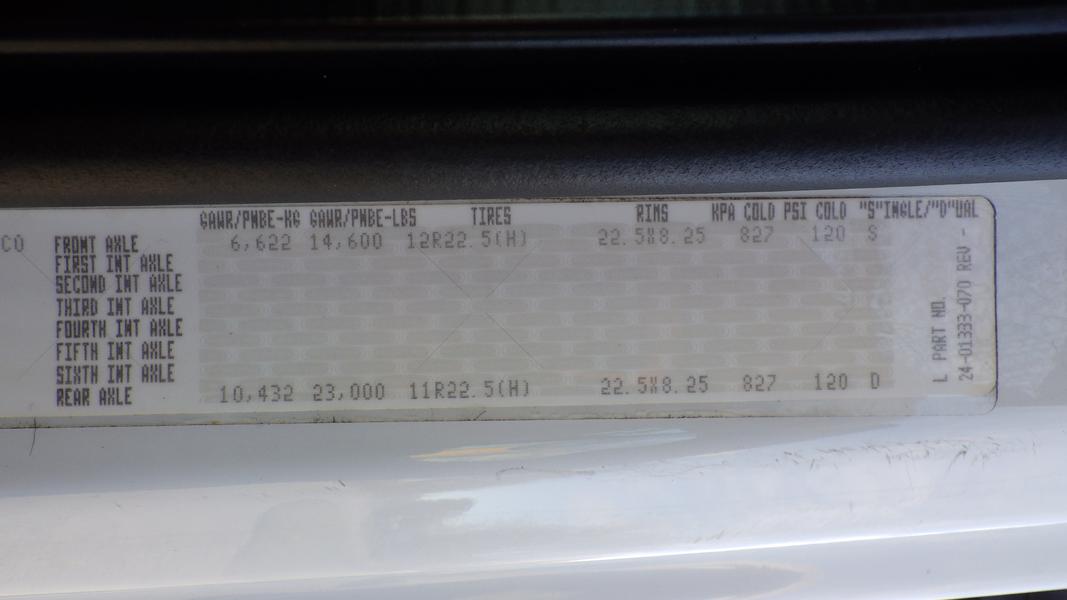 GAWR/PNBE-KG GAWR/PNBE-LBS TIRES RIMS KPA COLD PSI COLD "S"INGLE/"D"UAL
CO FRONT AXLE 6,622 14,600 12R22.5(H) 22.5X8.25 827 120 S
FIRST INT AXLE
SECOND INT AXLE
THIRD INT AXLE
FOURTH INT AXLE
FIFTH INT AXLE
SIXTH INT AXLE
REAR AXLE 10,432 23,000 11R22.5(H) 22.5X8.25 827 120 D
L PART NO.
24-01333-070 REV -